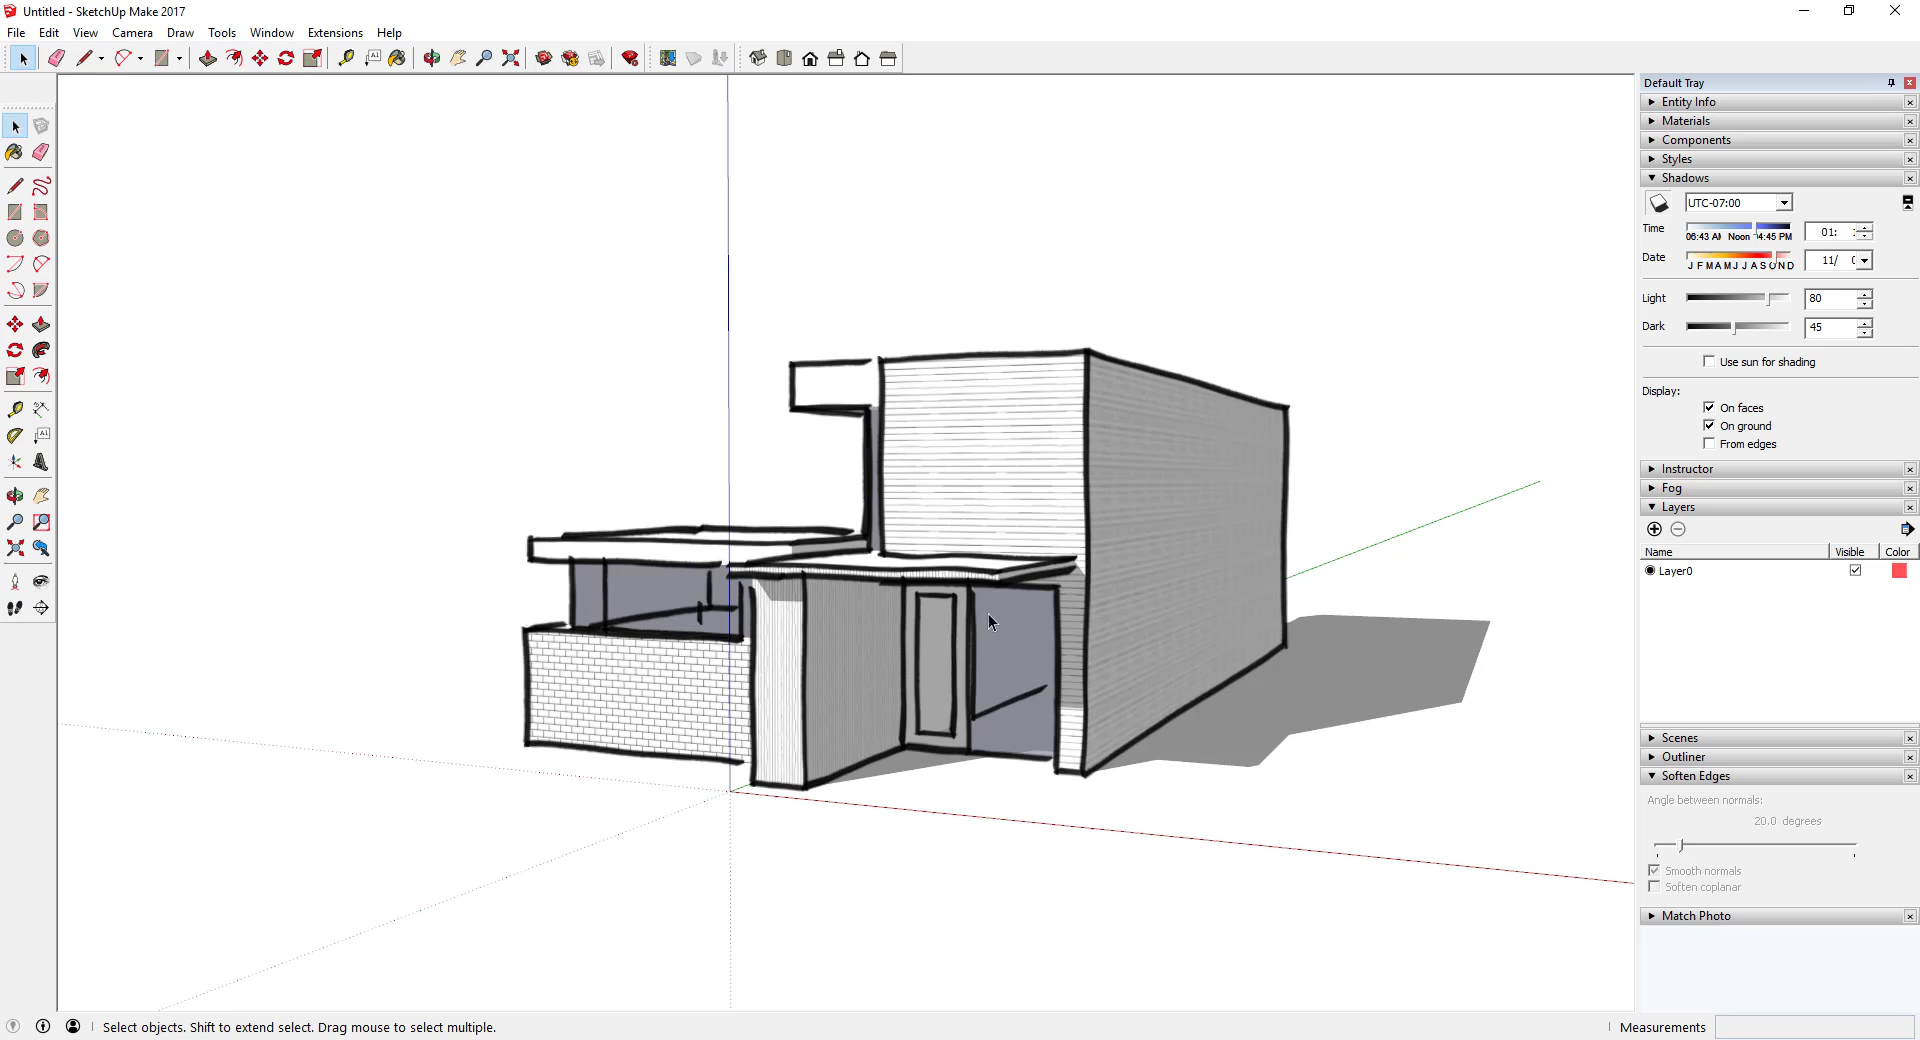 Untitled - SketchUp Make 2017
File Edit View Camera Draw Tools Window Extensions Help
Default Tray
Entity Info
Materials
Components
Styles
Shadows
UTC-07:00
Time
06:43 AM Noon 4:45 PM
01:
Date
J F M A M J J A S O N D
11/
Light
80
Dark
45
Use sun for shading
Display:
On faces
On ground
From edges
Instructor
Fog
Layers
Name Visible Color
Layer0
Scenes
Outliner
Soften Edges
Angle between normals:
20.0 degrees
Smooth normals
Soften coplanar
Match Photo
Select objects. Shift to extend select. Drag mouse to select multiple.
Measurements